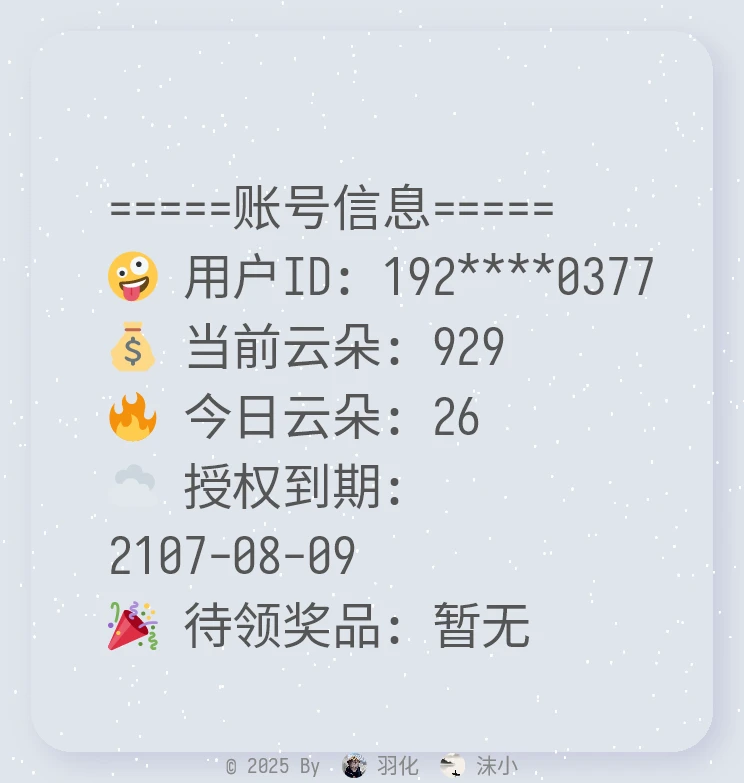 =====账号信息=====
🤪 用户ID: 192****0377
💰 当前云朵: 929
🔥 今日云朵: 26
☁️ 授权到期:
2107-08-09
🎉 待领奖品: 暂无
© 2025 By 羽化 沫小